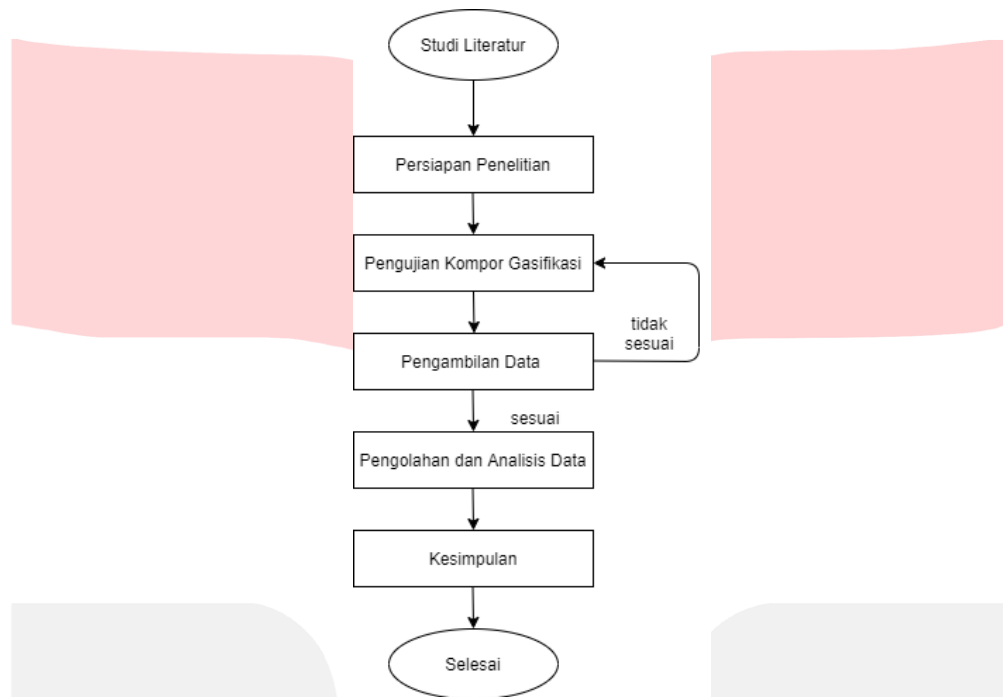 Studi Literatur
Persiapan Penelitian
Pengujian Kompor Gasifikasi
tidak
sesuai
Pengambilan Data
sesuai
Pengolahan dan Analisis Data
Kesimpulan
Selesai